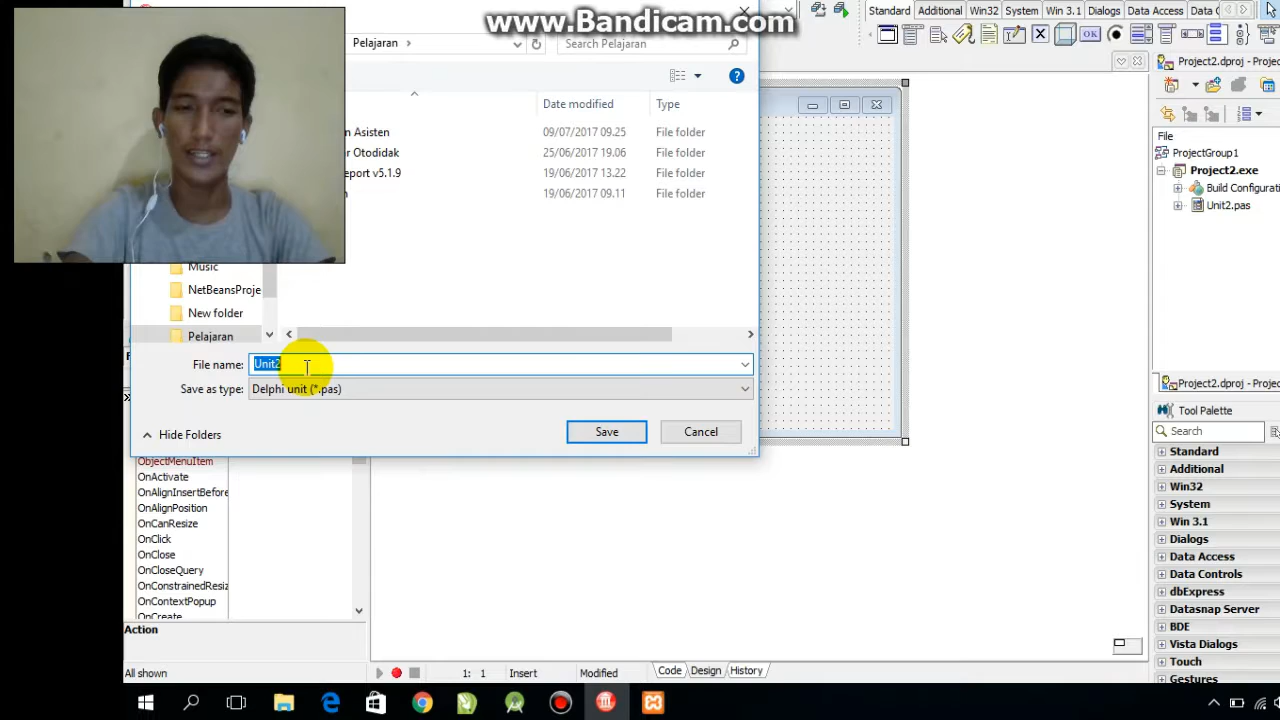 www.Bandicam.com
Standard Additional Win32 System Win 3.1 Dialogs Data Access Data C
Pelajaran
Search Pelajaran
Project2.dproj - Proj
Date modified Type
n Asisten 09/07/2017 09.25 File folder
r Otodidak 25/06/2017 19.06 File folder
eport v5.1.9 19/06/2017 13.22 File folder
n 19/06/2017 09.11 File folder
File
ProjectGroup1
Project2.exe
Build Configuratio
Unit2.pas
Music
NetBeansProje
New folder
Pelajaran
File name: Unit2
Save as type: Delphi unit (*.pas)
Hide Folders
Save
Cancel
ObjectMenuItem
OnActivate
OnAlignInsertBefore
OnAlignPosition
OnCanResize
OnClick
OnClose
OnCloseQuery
OnConstrainedResiz
OnContextPopup
OnCreate
Action
All shown
1: 1 Insert Modified
Code Design History
Project2.dproj - Pr
Tool Palette
Search
Standard
Additional
Win32
System
Win 3.1
Dialogs
Data Access
Data Controls
dbExpress
Datasnap Server
BDE
Vista Dialogs
Touch
Gestures